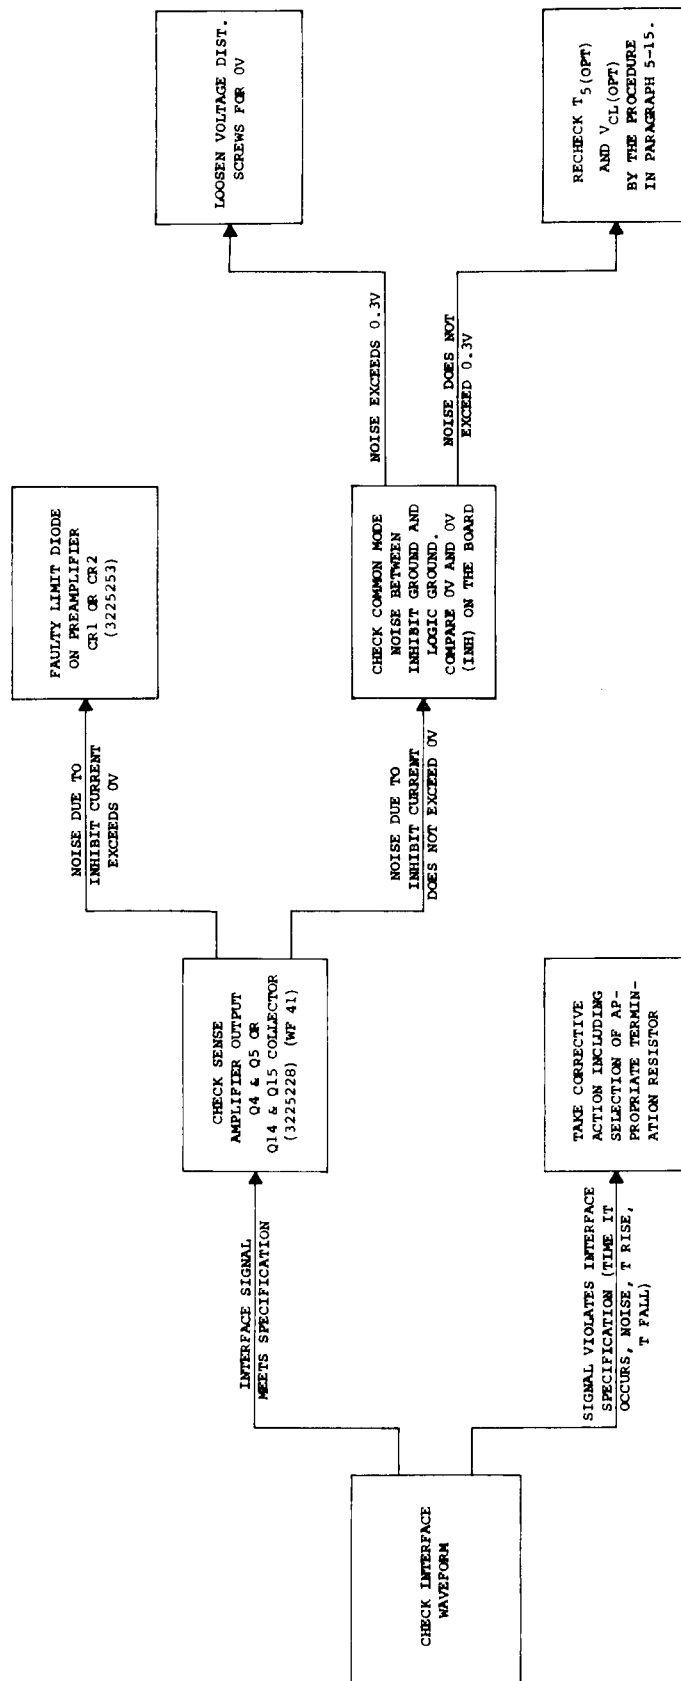 CHECK INTERFACE
WAVEFORM
INTERFACE SIGNAL
MEETS SPECIFICATION
SIGNAL VIOLATES INTERFACE
SPECIFICATION (TIME IT
OCCURS, NOISE, T RISE,
T FALL)
CHECK SENSE
AMPLIFIER OUTPUT
Q4 & Q5 OR
Q14 & Q15 COLLECTOR
(3225228) (WF 41)
TAKE CORRECTIVE
ACTION INCLUDING
SELECTION OF AP-
PROPRIATE TERMIN-
ATION RESISTOR
NOISE DUE TO
INHIBIT CURRENT
EXCEEDS 0V
NOISE DUE TO
INHIBIT CURRENT
DOES NOT EXCEED 0V
FAULTY LIMIT DIODE
ON PREAMPLIFIER
CR1 OR CR2
(3225253)
CHECK COMMON MODE
NOISE BETWEEN
INHIBIT GROUND AND
LOGIC GROUND.
COMPARE 0V AND 0V
(INH) ON THE BOARD
NOISE EXCEEDS 0.3V
NOISE DOES NOT
EXCEED 0.3V
LOOSEN VOLTAGE DIST.
SCREWS FOR 0V
RECHECK T5(OPT)
AND VCL(OPT)
BY THE PROCEDURE
IN PARAGRAPH 5-15.